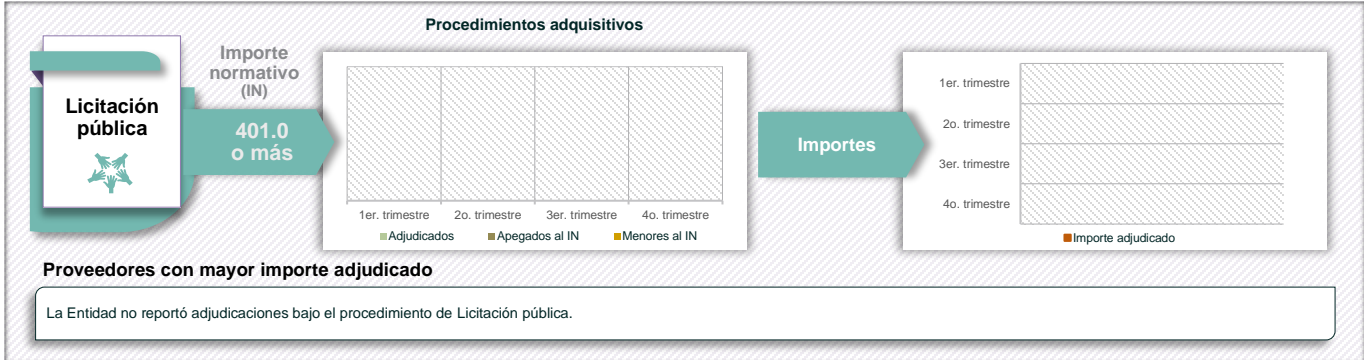 Procedimientos adquisitivos
Licitación
pública
Importe
normativo
(IN)
401.0
o más
1er. trimestre 2o. trimestre 3er. trimestre 4o. trimestre
Adjudicados Apegados al IN Menores al IN
Importes
1er. trimestre
2o. trimestre
3er. trimestre
4o. trimestre
Importe adjudicado
Proveedores con mayor importe adjudicado
La Entidad no reportó adjudicaciones bajo el procedimiento de Licitación pública.